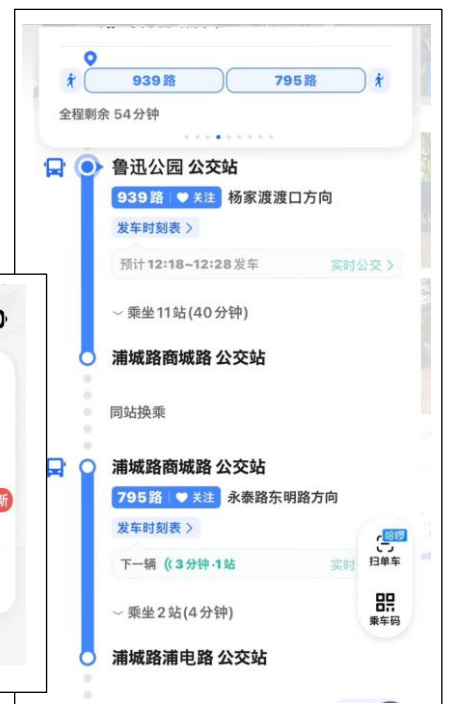 939路
795路
全程剩余 54分钟
鲁迅公园 公交站
939路 关注 杨家渡渡口方向
发车时刻表 >
预计12:18~12:28发车 实时公交 >
乘坐11站(40分钟)
浦城路商城路 公交站
同站换乘
浦城路商城路 公交站
795路 关注 永泰路东明路方向
发车时刻表 >
哈啰
扫单车
下一辆 3分钟·1站 实时
乘车码
乘坐2站(4分钟)
浦城路浦电路 公交站
新